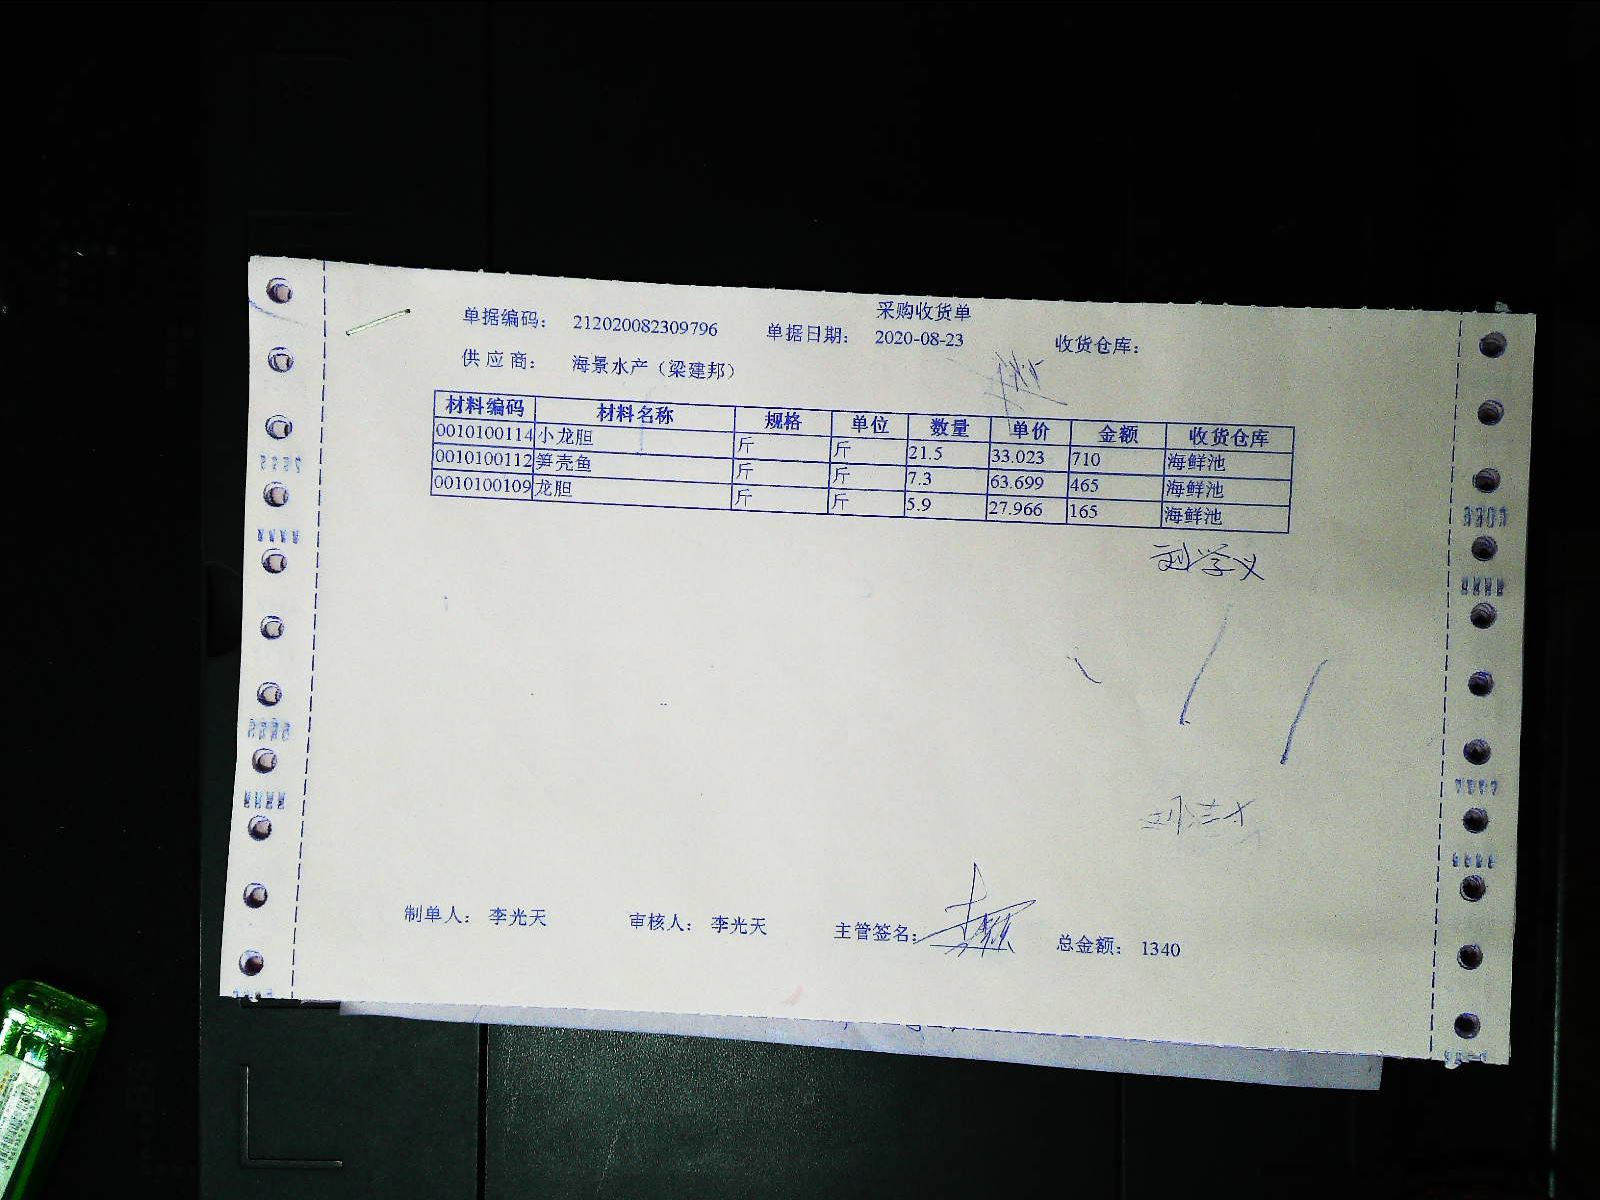 采购收货单
单据编码： 212020082309796 单据日期： 2020-08-23 收货仓库：
供 应 商： 海景水产（梁建邦）
材料编码 材料名称 规格 单位 数量 单价 金额 收货仓库
0010100114 小龙胆 斤 斤 21.5 33.023 710 海鲜池
0010100112 笋壳鱼 斤 斤 7.3 63.699 465 海鲜池
0010100109 龙胆 斤 斤 5.9 27.966 165 海鲜池
刘学义
制单人： 李光天 审核人： 李光天 主管签名： 总金额： 1340